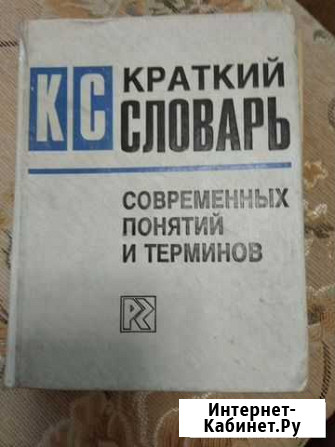 КС
КРАТКИЙ
СЛОВАРЬ
СОВРЕМЕННЫХ
ПОНЯТИЙ
И ТЕРМИНОВ
Интернет-
Кабинет.Ру